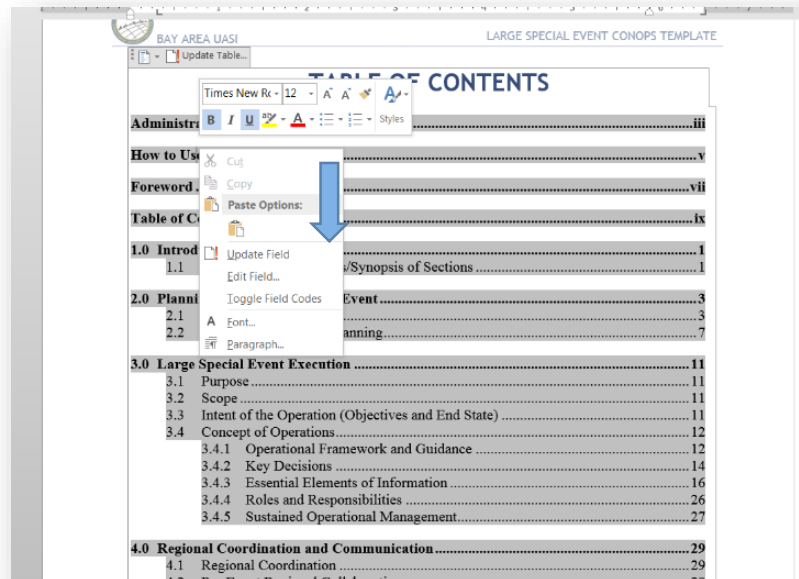 BAY AREA UASI LARGE SPECIAL EVENT CONOPS TEMPLATE
Update Table...
CONTENTS
Times New Rc 12 A A A
B I U aby A Styles
Administr iii
How to Us v
Foreword vii
Table of C ix
Cut
Copy
Paste Options:
Update Field
Edit Field...
Toggle Field Codes
A Font...
Paragraph...
1.0 Introd 1
1.1 s/Synopsis of Sections 1
2.0 Planni Event 3
2.1 3
2.2 anning 7
3.0 Large Special Event Execution 11
3.1 Purpose 11
3.2 Scope 11
3.3 Intent of the Operation (Objectives and End State) 11
3.4 Concept of Operations 12
3.4.1 Operational Framework and Guidance 12
3.4.2 Key Decisions 14
3.4.3 Essential Elements of Information 16
3.4.4 Roles and Responsibilities 26
3.4.5 Sustained Operational Management 27
4.0 Regional Coordination and Communication 29
4.1 Regional Coordination 29